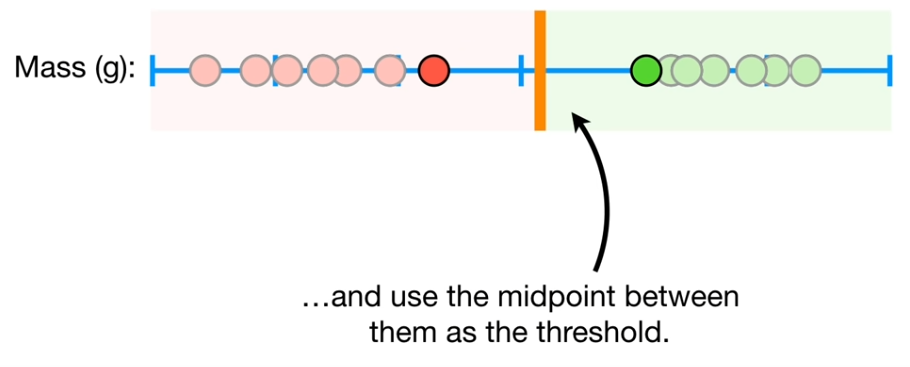 Mass (g):
…and use the midpoint between
them as the threshold.